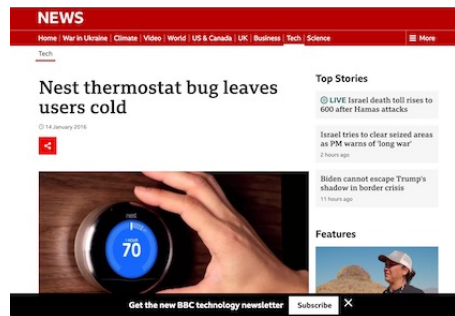 NEWS
Home | War in Ukraine | Climate | Video | World | US & Canada | UK | Business | Tech | Science
More
Tech
Nest thermostat bug leaves
users cold
14 January 2016
Top Stories
LIVE Israel death toll rises to
600 after Hamas attacks
Israel tries to clear seized areas
as PM warns of 'long war'
2 hours ago
Biden cannot escape Trump's
shadow in border crisis
11 hours ago
Features
nest
1 HOUR
70
Get the new BBC technology newsletter
Subscribe